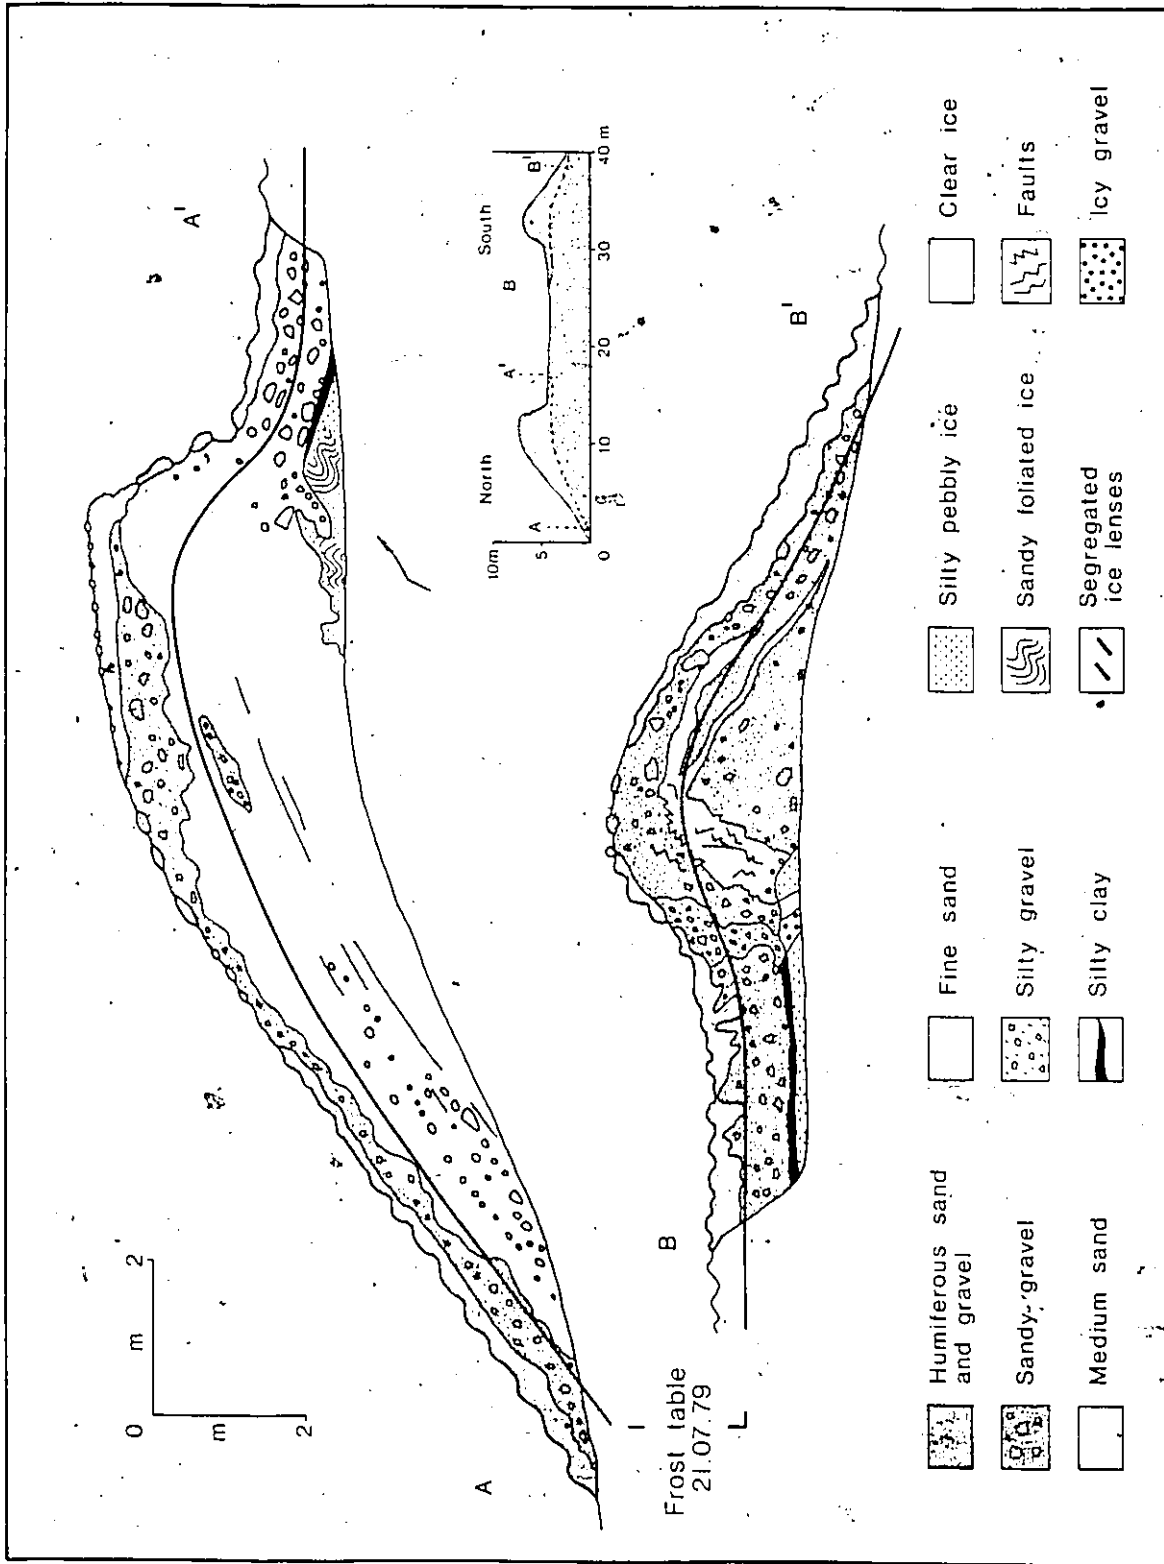 A
A'
0
m
2
m
2
10m
5
0
North
South
A
A'
B
B'
10
20
30
40 m
Frost table
21.07.79
B
B'
Humiferous sand
and gravel
Sandy gravel
Medium sand
Fine sand
Silty gravel
Silty clay
Silty pebbly ice
Sandy foliated ice
Segregated
ice lenses
Clear ice
Faults
Icy gravel